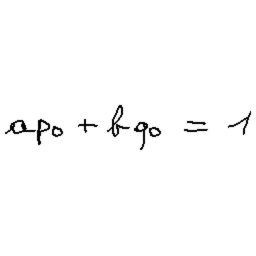 ap₀ + bq₀ = 1